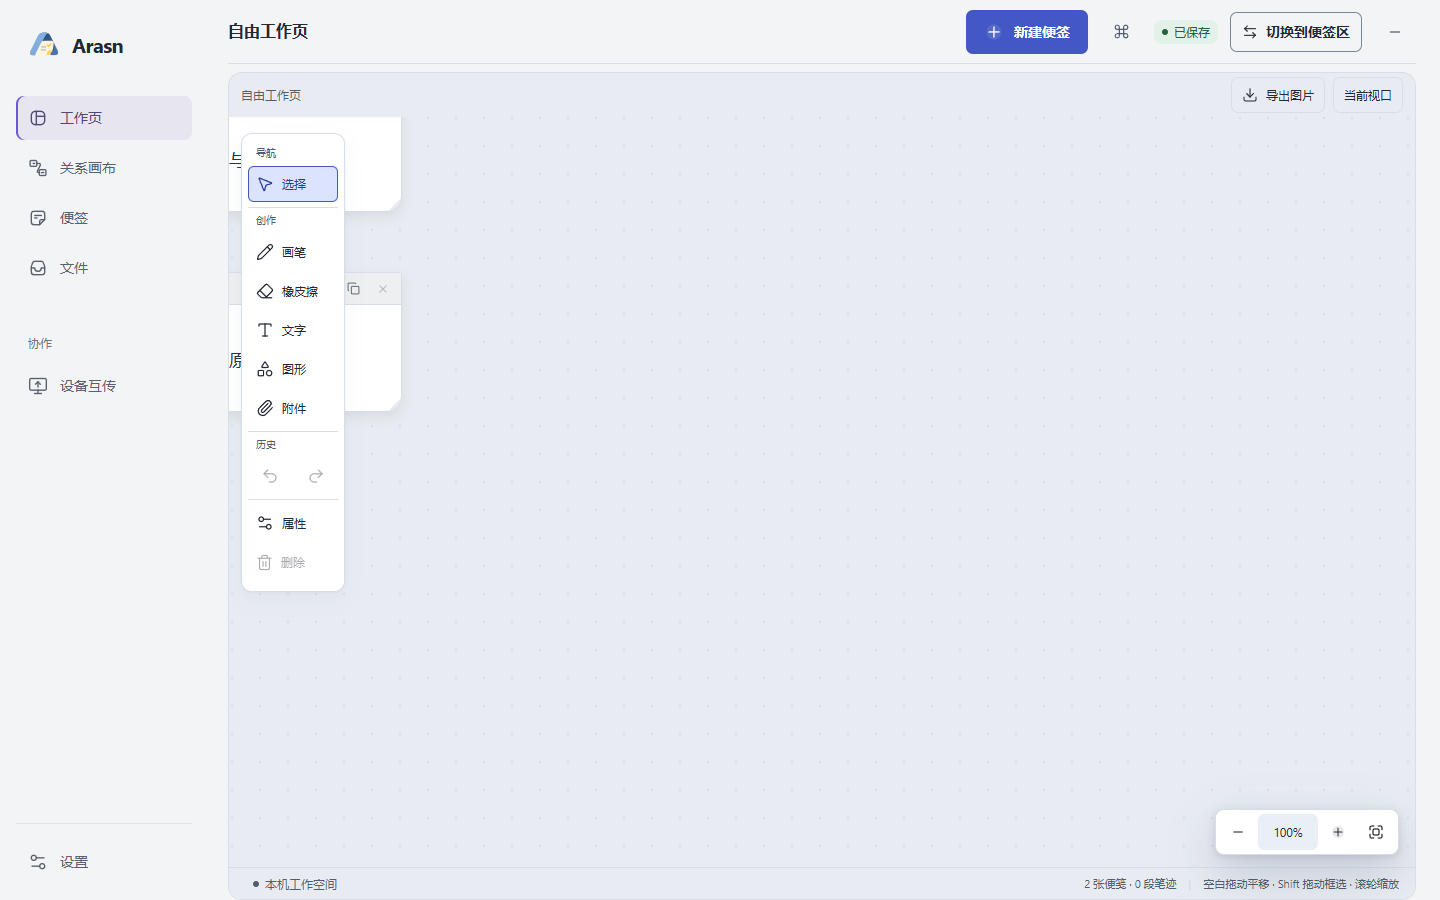 Arasn
工作页
关系画布
便签
文件
协作
设备互传
设置
自由工作页
新建便签
已保存
切换到便签区
自由工作页
导出图片
当前视口
与
原
导航
选择
创作
画笔
橡皮擦
文字
图形
附件
历史
属性
删除
100%
本机工作空间
2 张便笺 · 0 段笔迹
空白拖动平移 · Shift 拖动框选 · 滚轮缩放